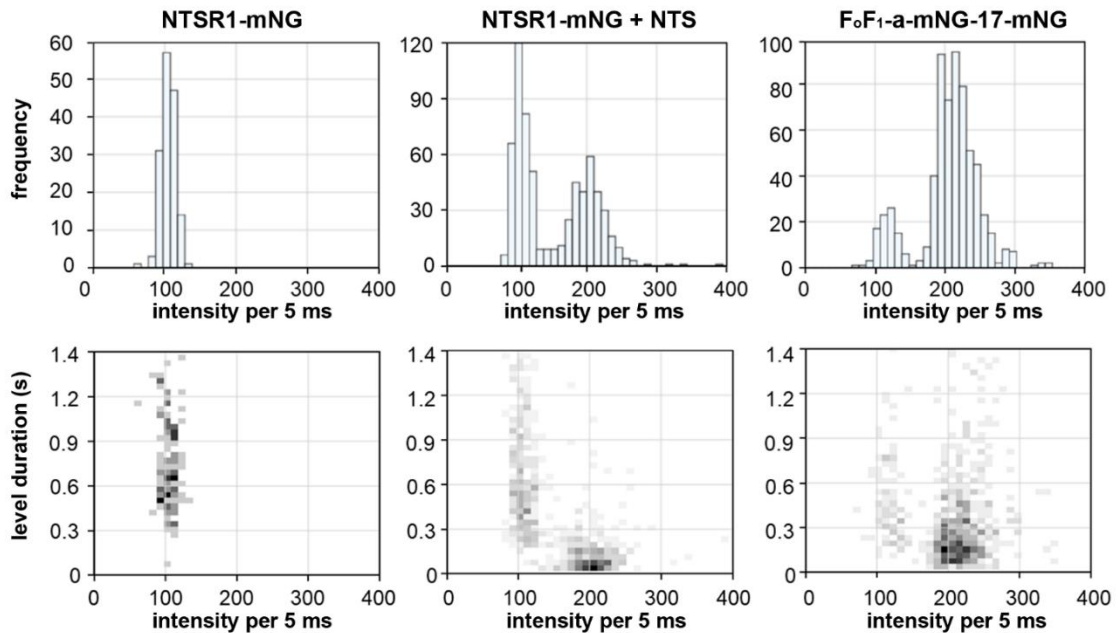 NTSR1-mNG
NTSR1-mNG + NTS
FₒF₁-a-mNG-17-mNG
frequency
60
50
40
30
20
10
0
0 100 200 300 400
intensity per 5 ms
120
90
60
30
0
0 100 200 300 400
intensity per 5 ms
100
80
60
40
20
0
100 200 300 400
intensity per 5 ms
level duration (s)
1.4
1.2
0.9
0.6
0.3
0
0 100 200 300 400
intensity per 5 ms
1.4
1.2
0.9
0.6
0.3
0
0 100 200 300 400
intensity per 5 ms
1.4
1.2
0.9
0.6
0.3
0
0 100 200 300 400
intensity per 5 ms